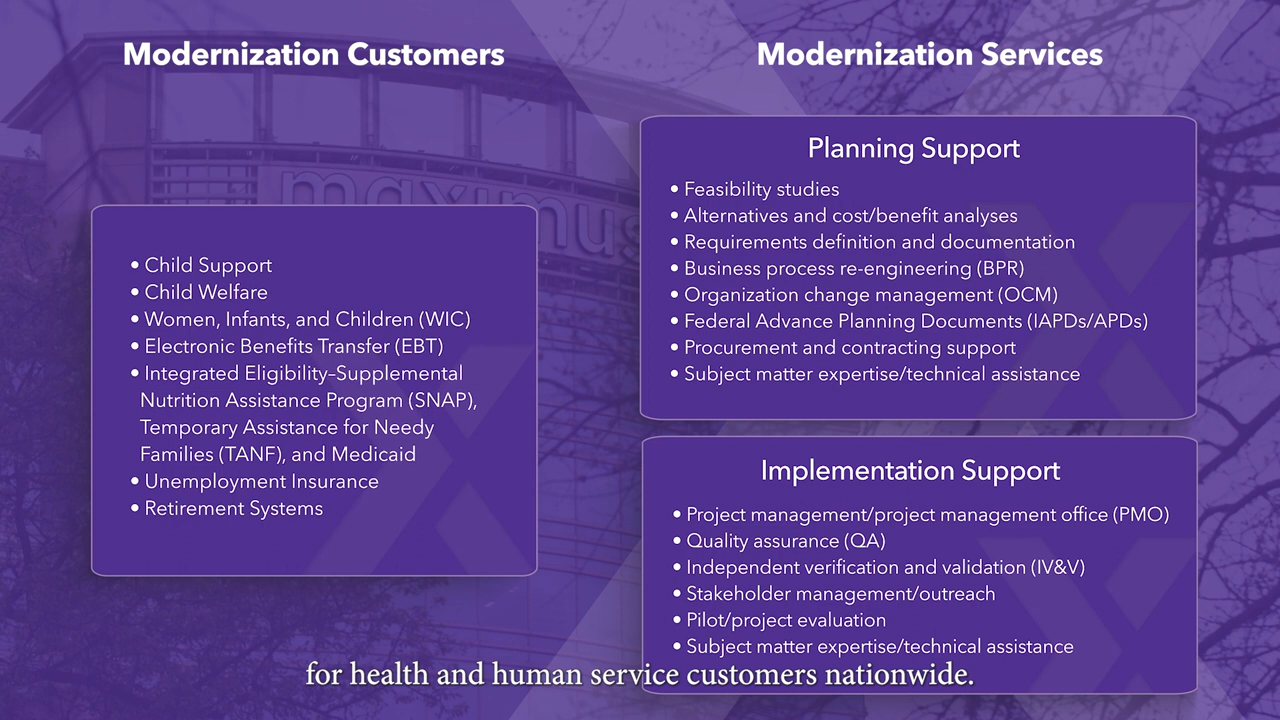 Modernization Customers
• Child Support
• Child Welfare
• Women, Infants, and Children (WIC)
• Electronic Benefits Transfer (EBT)
• Integrated Eligibility–Supplemental
Nutrition Assistance Program (SNAP),
Temporary Assistance for Needy
Families (TANF), and Medicaid
• Unemployment Insurance
• Retirement Systems
Modernization Services
Planning Support
• Feasibility studies
• Alternatives and cost/benefit analyses
• Requirements definition and documentation
• Business process re-engineering (BPR)
• Organization change management (OCM)
• Federal Advance Planning Documents (IAPDs/APDs)
• Procurement and contracting support
• Subject matter expertise/technical assistance
Implementation Support
• Project management/project management office (PMO)
• Quality assurance (QA)
• Independent verification and validation (IV&V)
• Stakeholder management/outreach
• Pilot/project evaluation
• Subject matter expertise/technical assistance
maximus
for health and human service customers nationwide.